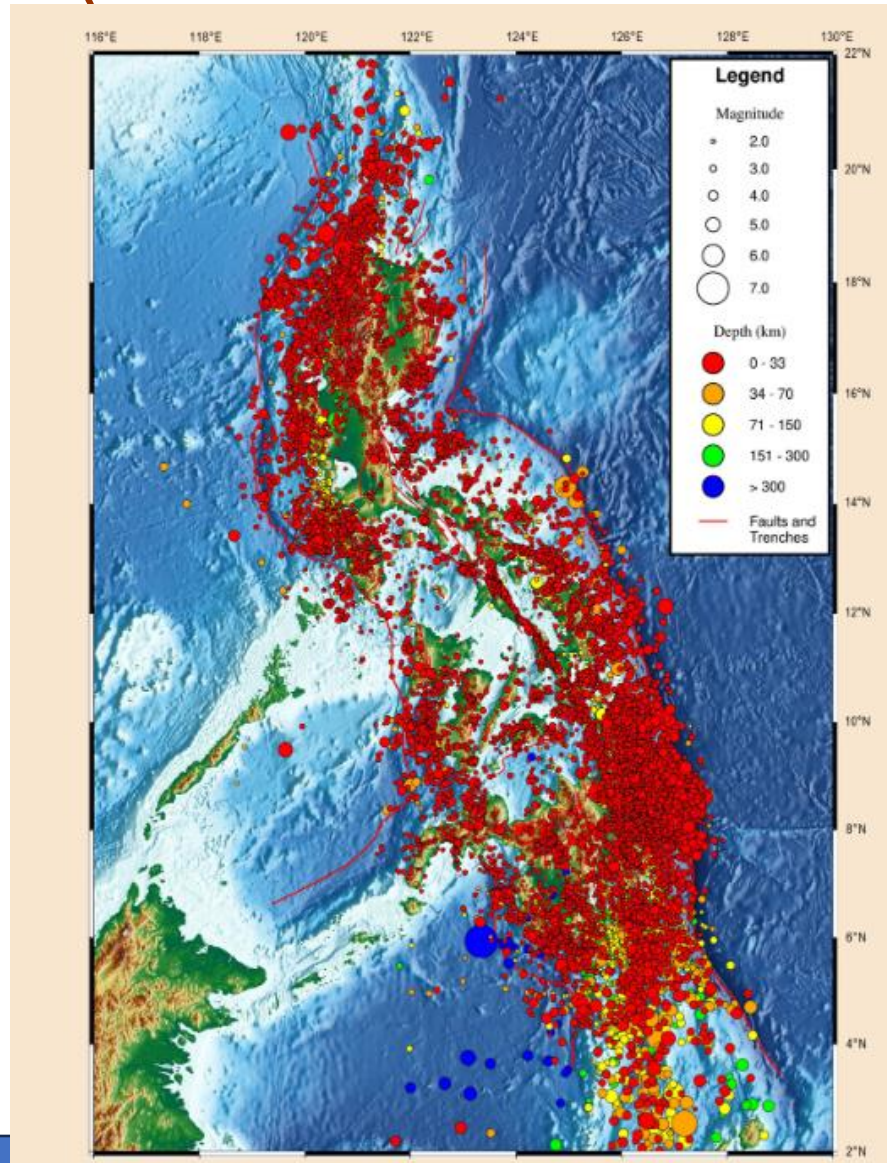 116°E 118°E 120°E 122°E 124°E 126°E 128°E 130°E
22°N
Legend
Magnitude
2.0
3.0
4.0
5.0
6.0
7.0
Depth (km)
0 - 33
34 - 70
71 - 150
151 - 300
> 300
Faults and
Trenches
20°N
18°N
16°N
14°N
12°N
10°N
8°N
6°N
4°N
2°N